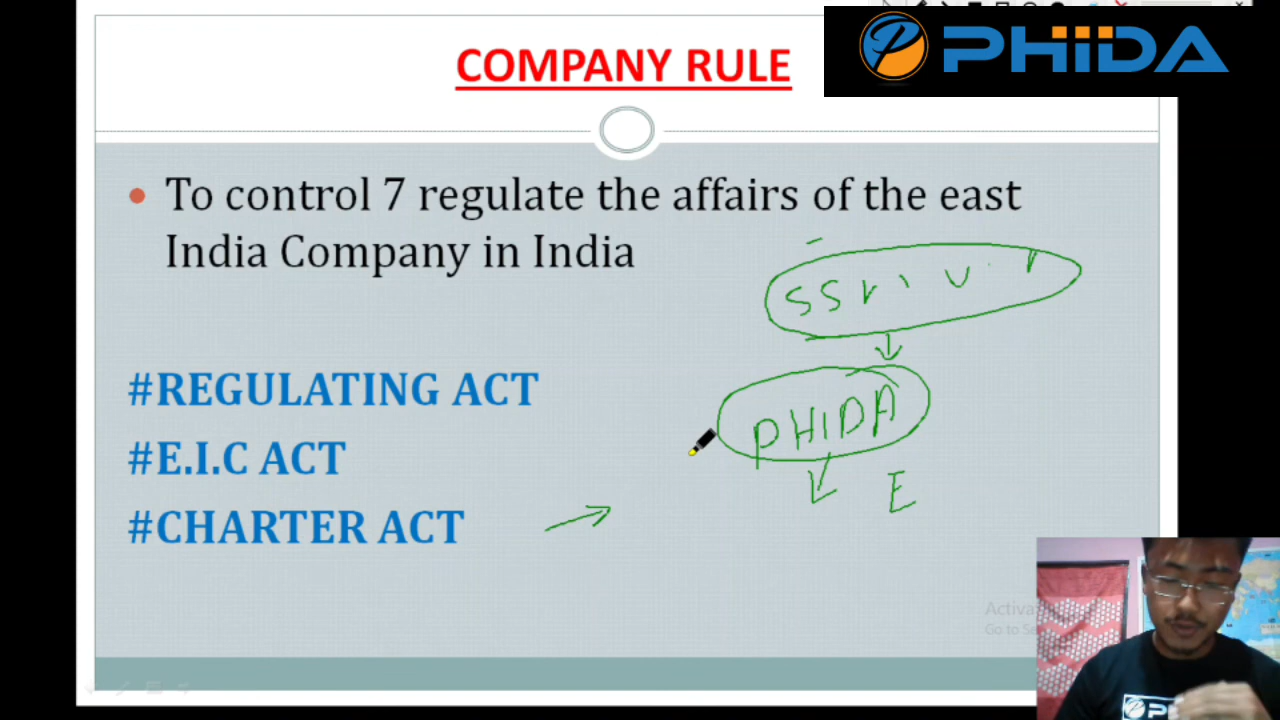 COMPANY RULE
PHiiDA
To control 7 regulate the affairs of the east
India Company in India
#REGULATING ACT
#E.I.C ACT
#CHARTER ACT
PHIDA
E